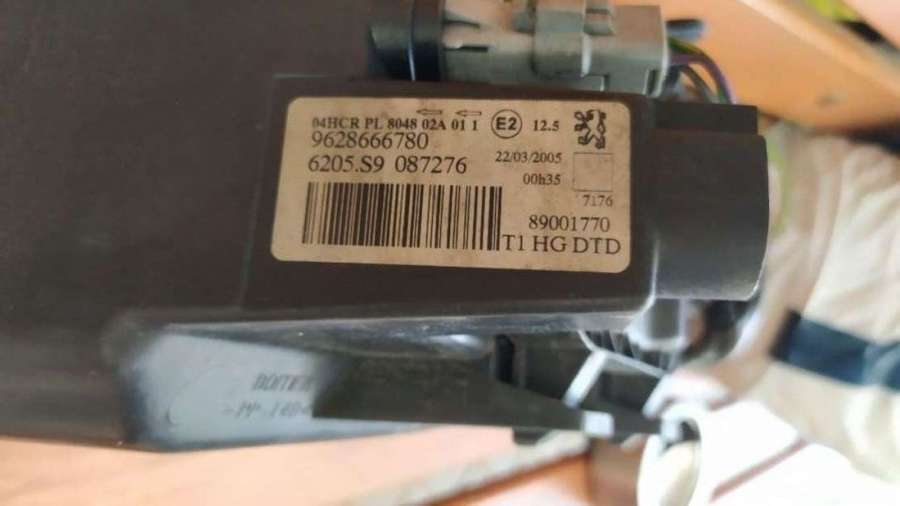 04HCR PL 8048 02A 01 1 E2 12.5
9628666780
6205.S9 087276
22/03/2005
00h35
7176
89001770
T1 HG DTD